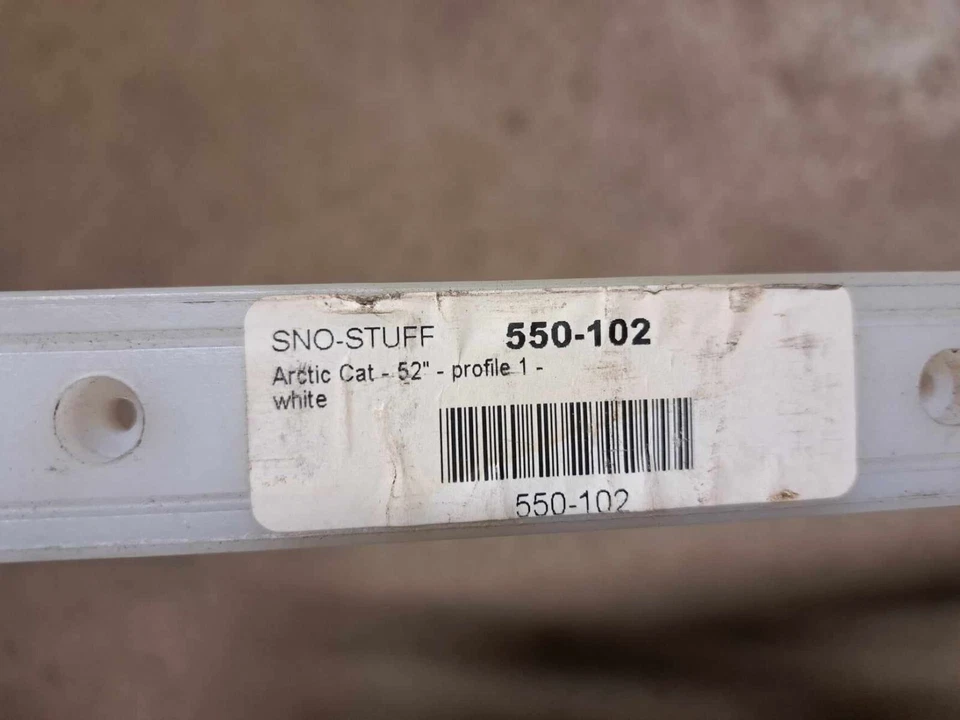 SNO-STUFF 550-102
Arctic Cat - 52" - profile 1 -
white
550-102